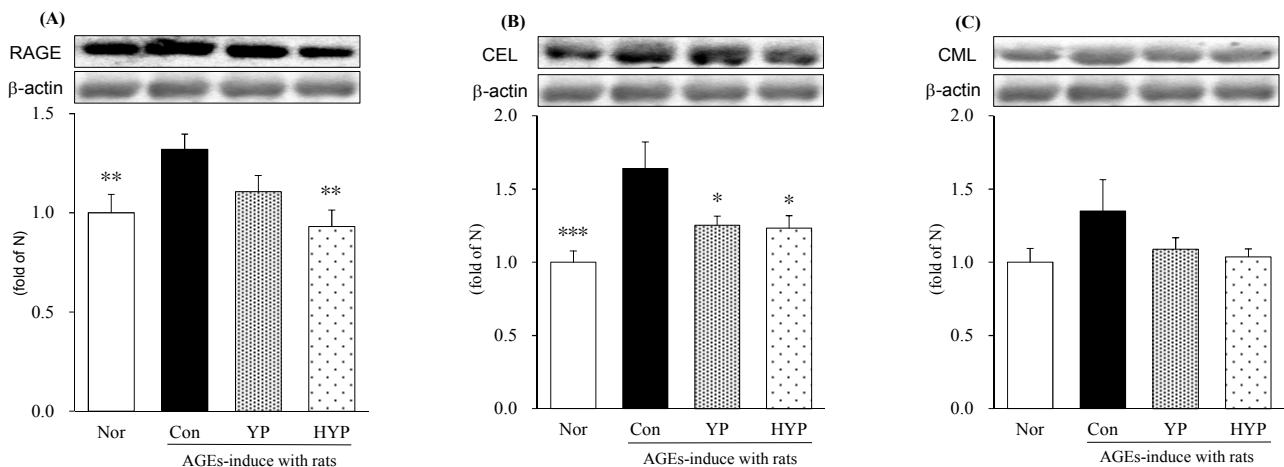 (A)
RAGE
β-actin
1.5
1.0
0.5
0.0
(fold of N)
**
**
Nor Con YP HYP
AGEs-induce with rats
(B)
CEL
β-actin
2.0
1.5
1.0
0.5
0.0
(fold of N)
***
*
*
Nor Con YP HYP
AGEs-induce with rats
(C)
CML
β-actin
2.0
1.5
1.0
0.5
0.0
(fold of N)
Nor Con YP HYP
AGEs-induce with rats